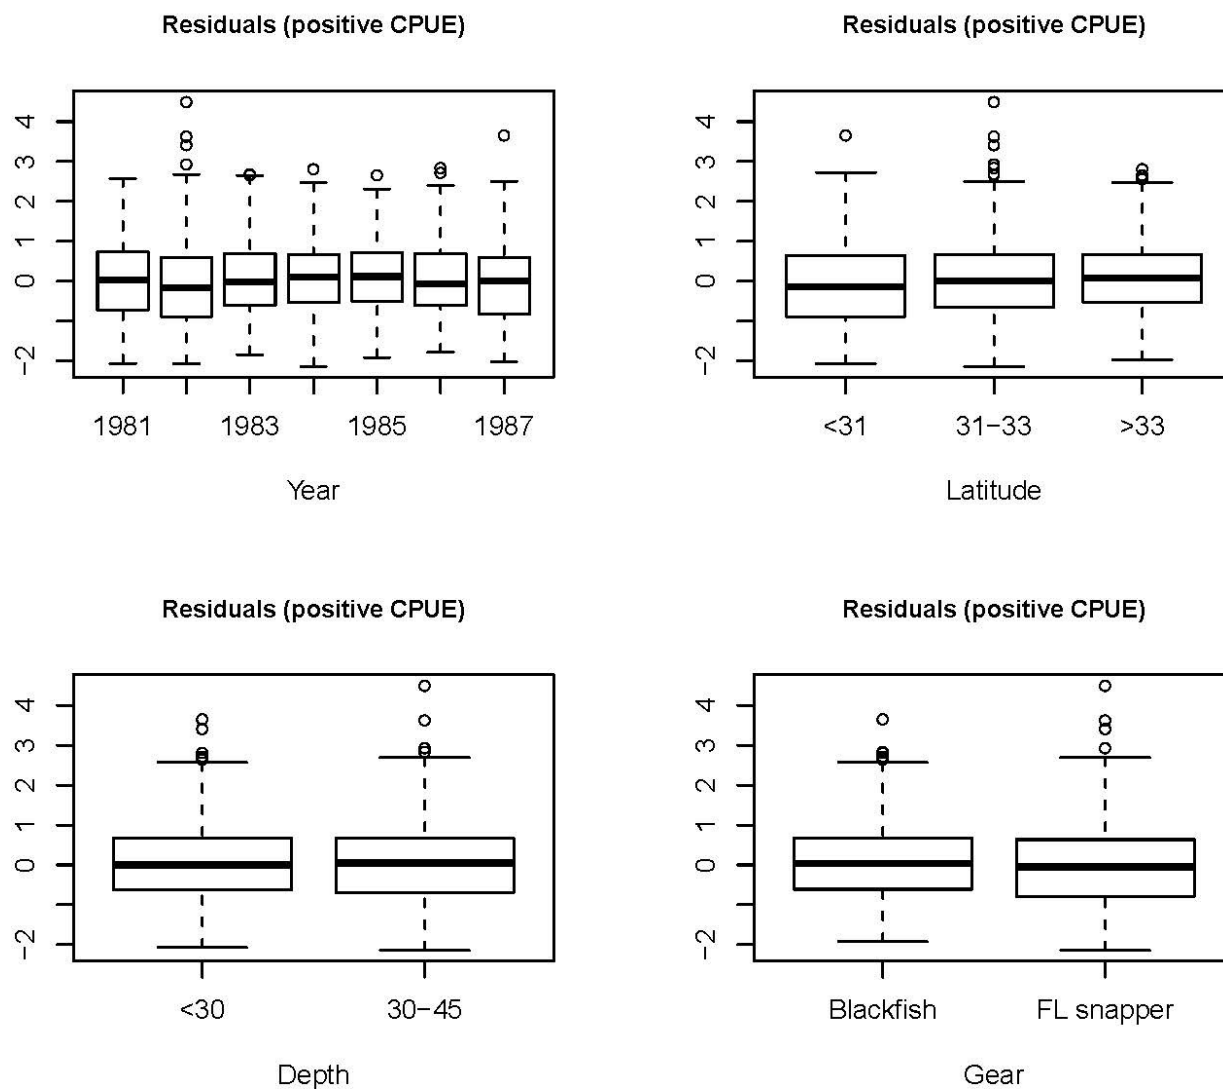 Residuals (positive CPUE)
4
3
2
1
0
−2
1981 1983 1985 1987
Year
Residuals (positive CPUE)
4
3
2
1
0
−2
<31 31−33 >33
Latitude
Residuals (positive CPUE)
4
3
2
1
0
−2
<30 30−45
Depth
Residuals (positive CPUE)
4
3
2
1
0
−2
Blackfish FL snapper
Gear